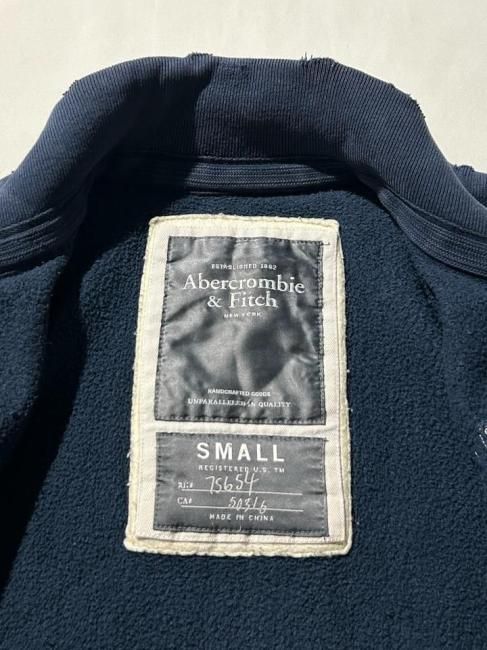 ESTABLISHED 1892
Abercrombie
& Fitch
NEW YORK
HANDCRAFTED GOODS
UNPARALLELED IN QUALITY
SMALL
REGISTERED U.S. TM
RN# 75654
CA# 50316
MADE IN CHINA